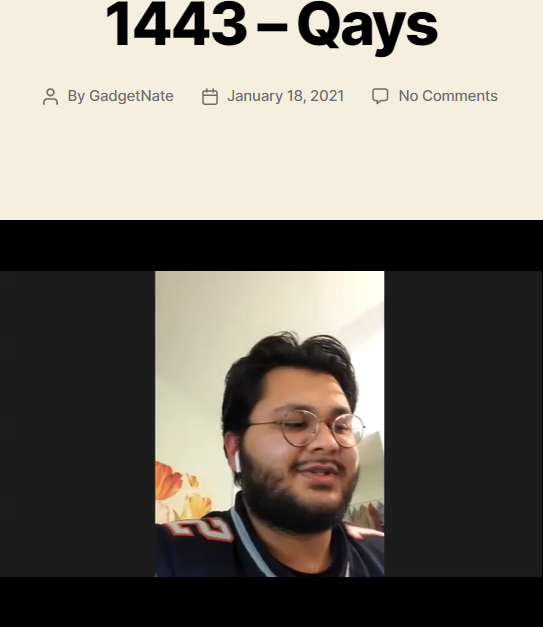 1443 – Qays
By GadgetNate January 18, 2021 No Comments